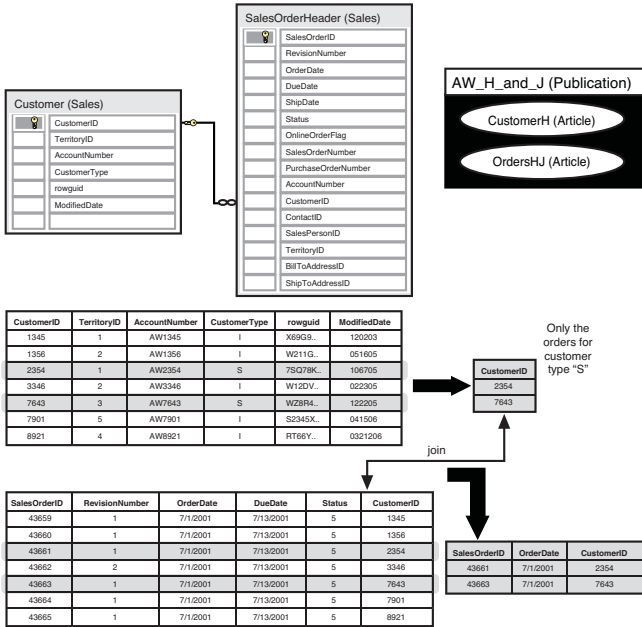 SalesOrderHeader (Sales)
SalesOrderID
RevisionNumber
OrderDate
DueDate
ShipDate
Status
OnlineOrderFlag
SalesOrderNumber
PurchaseOrderNumber
AccountNumber
CustomerID
ContactID
SalesPersonID
TerritoryID
BillToAddressID
ShipToAddressID
Customer (Sales)
CustomerID
TerritoryID
AccountNumber
CustomerType
rowguid
ModifiedDate
AW_H_and_J (Publication)
CustomerH (Article)
OrdersHJ (Article)
CustomerID TerritoryID AccountNumber CustomerType rowguid ModifiedDate
1345 1 AW1345 I X69G9.. 120203
1356 2 AW1356 I W211G.. 051605
2354 1 AW2354 S 7SQ78K.. 106705
3346 2 AW3346 I W12DV.. 022305
7643 3 AW7643 S WZ8R4.. 122205
7901 5 AW7901 I S2345X.. 041506
8921 4 AW8921 I RT66Y.. 0321206
Only the
orders for
customer
type “S”
CustomerID
2354
7643
join
SalesOrderID RevisionNumber OrderDate DueDate Status CustomerID
43659 1 7/1/2001 7/13/2001 5 1345
43660 1 7/1/2001 7/13/2001 5 1356
43661 1 7/1/2001 7/13/2001 5 2354
43662 2 7/1/2001 7/13/2001 5 3346
43663 1 7/1/2001 7/13/2001 5 7643
43664 1 7/1/2001 7/13/2001 5 7901
43665 1 7/1/2001 7/13/2001 5 8921
SalesOrderID OrderDate CustomerID
43661 7/1/2001 2354
43663 7/1/2001 7643